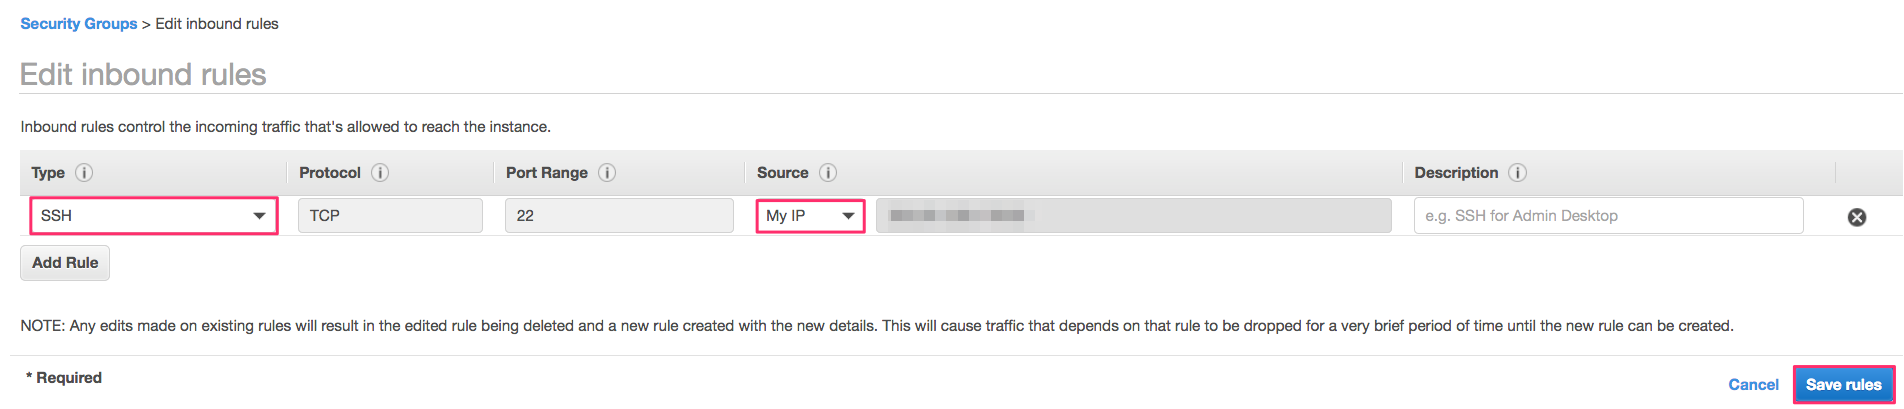 Security Groups > Edit inbound rules
Edit inbound rules
Inbound rules control the incoming traffic that's allowed to reach the instance.
Type i Protocol i Port Range i Source i Description i
SSH TCP 22 My IP e.g. SSH for Admin Desktop
Add Rule
NOTE: Any edits made on existing rules will result in the edited rule being deleted and a new rule created with the new details. This will cause traffic that depends on that rule to be dropped for a very brief period of time until the new rule can be created.
* Required
Cancel Save rules